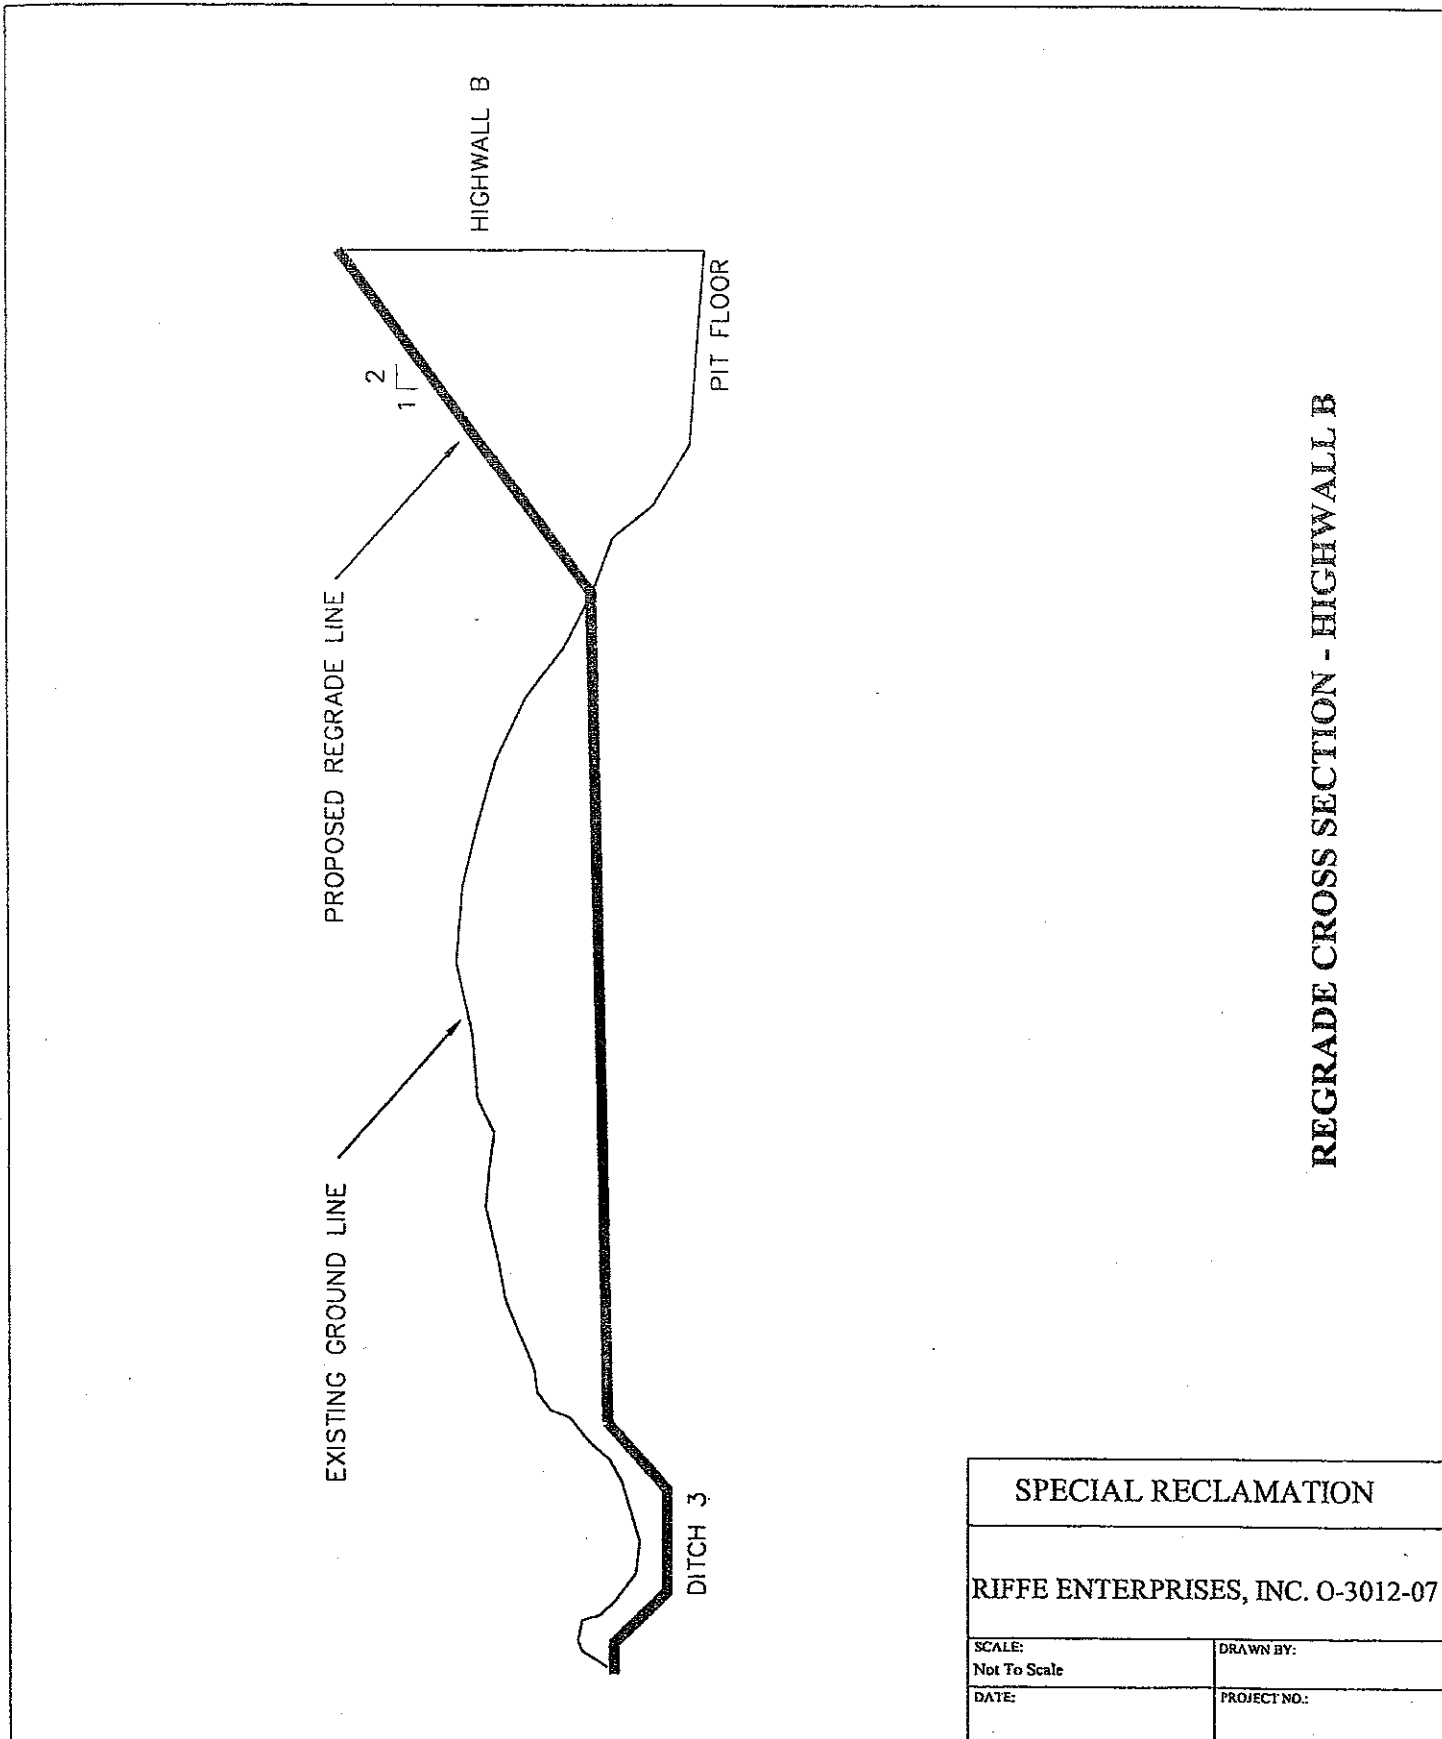 HIGHWALL B
2
1
PIT FLOOR
PROPOSED REGRADE LINE
EXISTING GROUND LINE
DITCH 3
REGRADE CROSS SECTION - HIGHWALL B
SPECIAL RECLAMATION
RIFFE ENTERPRISES, INC. O-3012-07
SCALE:
Not To Scale
DRAWN BY:
DATE:
PROJECT NO.: